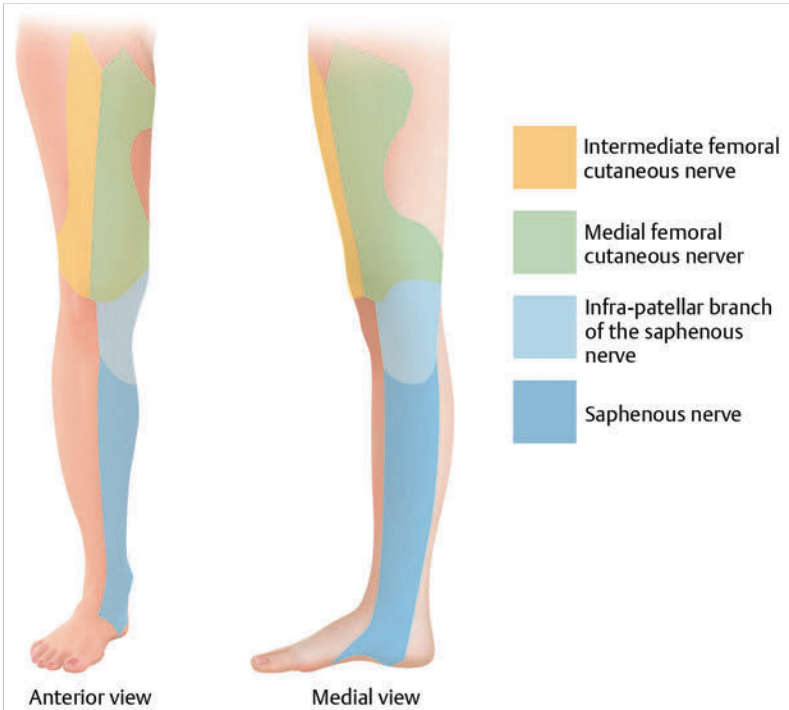 Intermediate femoral
cutaneous nerve
Medial femoral
cutaneous nerver
Infra-patellar branch
of the saphenous
nerve
Saphenous nerve
Anterior view
Medial view